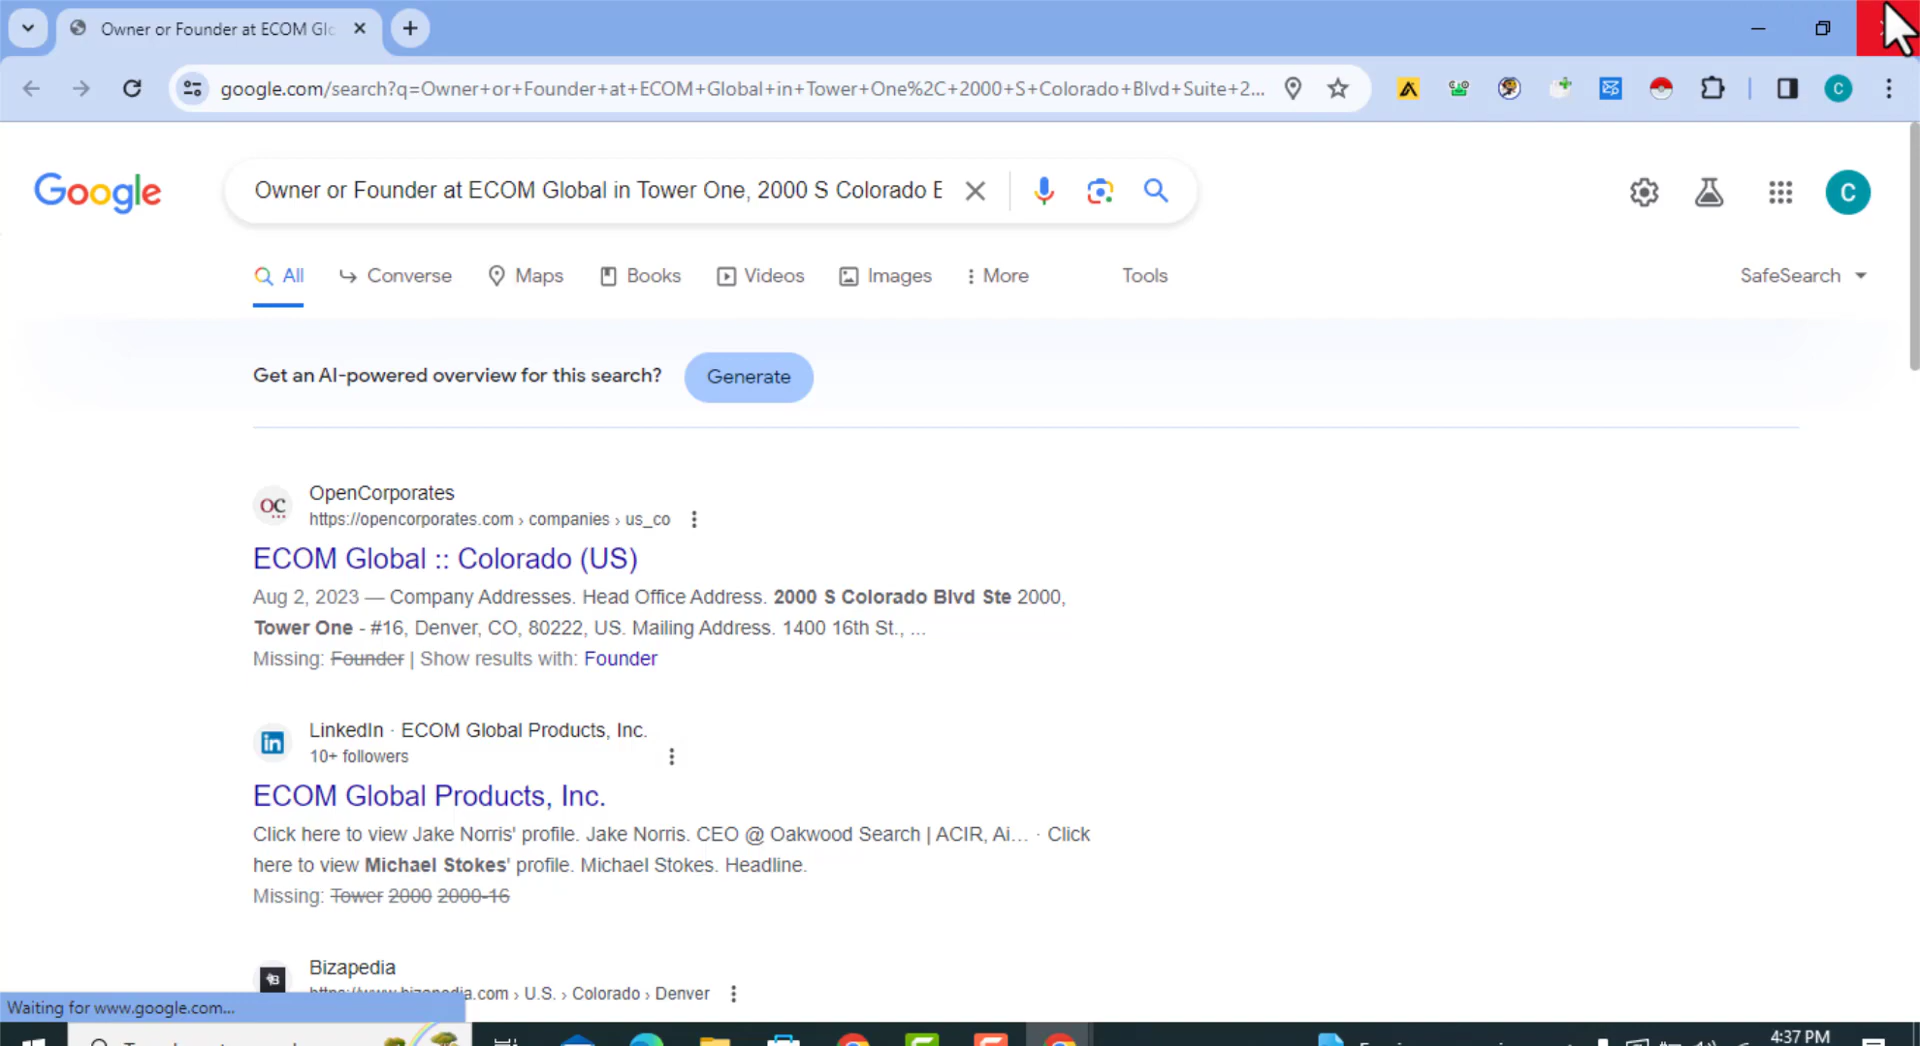 Owner or Founder at ECOM Glo
google.com/search?q=Owner+or+Founder+at+ECOM+Global+in+Tower+One%2C+2000+S+Colorado+Blvd+Suite+2...
C
Google
Owner or Founder at ECOM Global in Tower One, 2000 S Colorado B
C
All
Converse
Maps
Books
Videos
Images
More
Tools
SafeSearch
Get an AI-powered overview for this search?
Generate
OC
OpenCorporates
https://opencorporates.com › companies › us_co
ECOM Global :: Colorado (US)
Aug 2, 2023 — Company Addresses. Head Office Address. 2000 S Colorado Blvd Ste 2000,
Tower One - #16, Denver, CO, 80222, US. Mailing Address. 1400 16th St., ...
Missing: Founder | Show results with: Founder
in
LinkedIn · ECOM Global Products, Inc.
10+ followers
ECOM Global Products, Inc.
Click here to view Jake Norris' profile. Jake Norris. CEO @ Oakwood Search | ACIR, Ai... · Click
here to view Michael Stokes' profile. Michael Stokes. Headline.
Missing: Tower 2000 2000-16
Bizapedia
https://www.bizapedia.com › U.S. › Colorado › Denver
Waiting for www.google.com...
4:37 PM